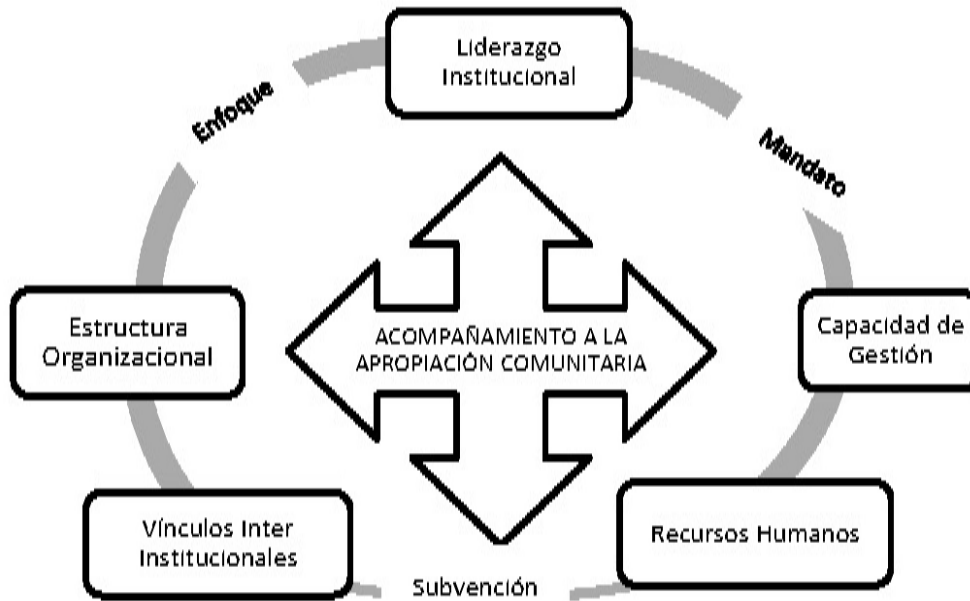 Liderazgo
Institucional
Enfoque
Mandato
Estructura
Organizacional
ACOMPAÑAMIENTO A LA
APROPIACIÓN COMUNITARIA
Capacidad de
Gestión
Vínculos Inter
Institucionales
Recursos Humanos
Subvención